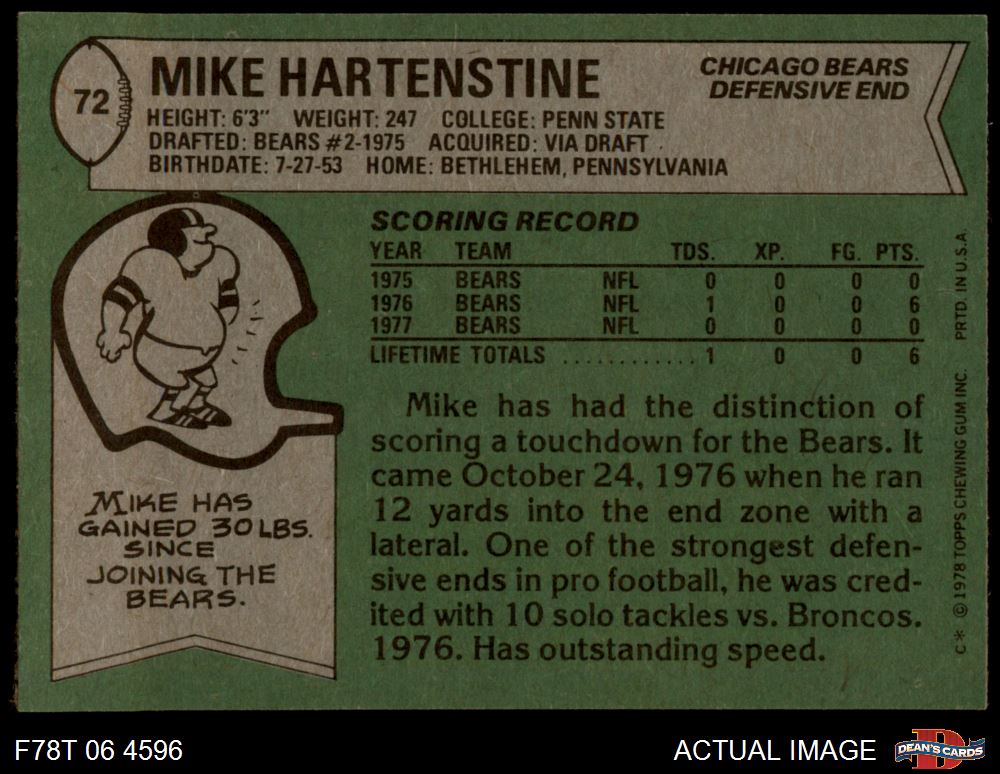 72
MIKE HARTENSTINE
CHICAGO BEARS
DEFENSIVE END
HEIGHT: 6'3" WEIGHT: 247 COLLEGE: PENN STATE
DRAFTED: BEARS #2-1975 ACQUIRED: VIA DRAFT
BIRTHDATE: 7-27-53 HOME: BETHLEHEM, PENNSYLVANIA
SCORING RECORD
YEAR TEAM TDS. XP. FG. PTS.
1975 BEARS NFL 0 0 0 0
1976 BEARS NFL 1 0 0 6
1977 BEARS NFL 0 0 0 0
LIFETIME TOTALS ............ 1 0 0 6
Mike has had the distinction of
scoring a touchdown for the Bears. It
came October 24, 1976 when he ran
12 yards into the end zone with a
lateral. One of the strongest defen-
sive ends in pro football, he was cred-
ited with 10 solo tackles vs. Broncos.
1976. Has outstanding speed.
MIKE HAS
GAINED 30 LBS.
SINCE
JOINING THE
BEARS.
C* © 1978 TOPPS CHEWING GUM INC. PRTD. IN U.S.A.
F78T 06 4596
ACTUAL IMAGE
D
DEAN'S CARDS